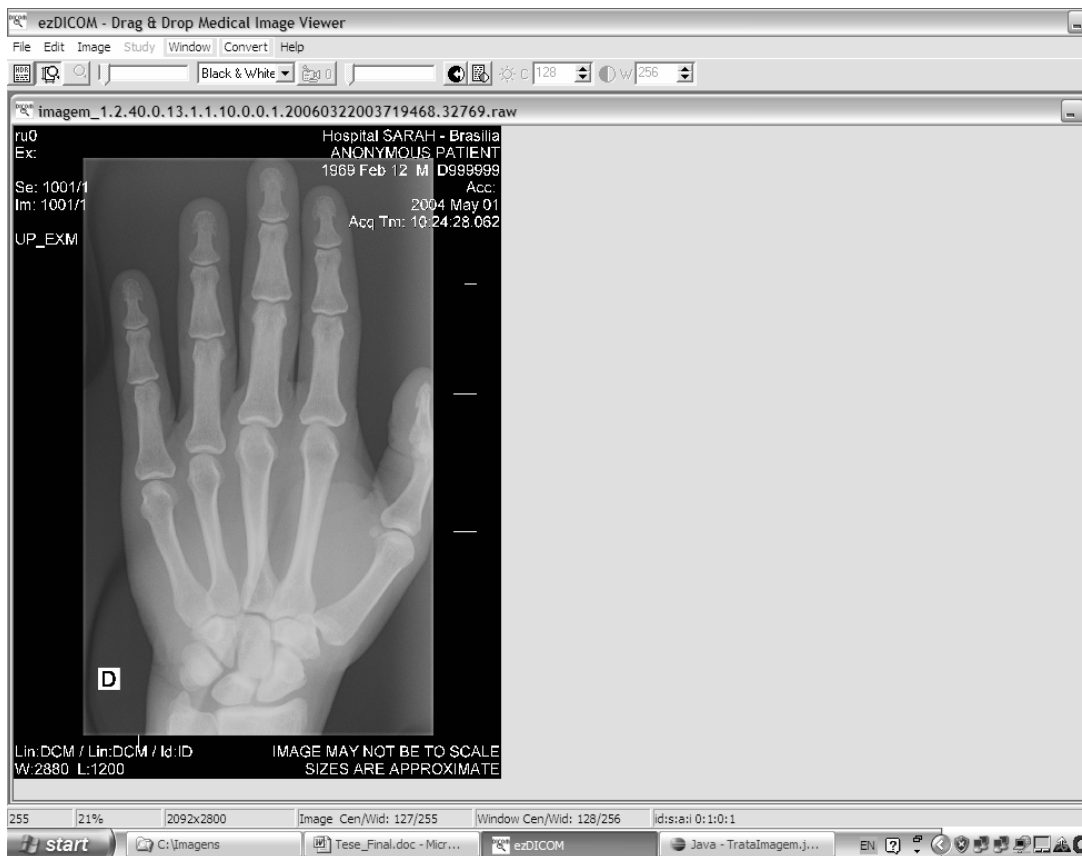 ezDICOM - Drag & Drop Medical Image Viewer
File Edit Image Study Window Convert Help
HDR Black & White 0 C 128 W 256
imagem_1.2.40.0.13.1.1.10.0.0.1.20060322003719468.32769.raw
ru0 Hospital SARAH - Brasilia
Ex: ANONYMOUS PATIENT
1969 Feb 12 M D999999
Se: 1001/1 Acc:
Im: 1001/1 2004 May 01
Acq Tm: 10:24:28.062
UP_EXM
D
Lin:DCM / Lin:DCM / Id:ID IMAGE MAY NOT BE TO SCALE
W:2880 L:1200 SIZES ARE APPROXIMATE
255 21% 2092x2800 Image Cen/Wid: 127/255 Window Cen/Wid: 128/256 id:s:a:i 0:1:0:1
start C:\Imagens Tese_Final.doc - Micr... ezDICOM Java - TrataImagem.j... EN